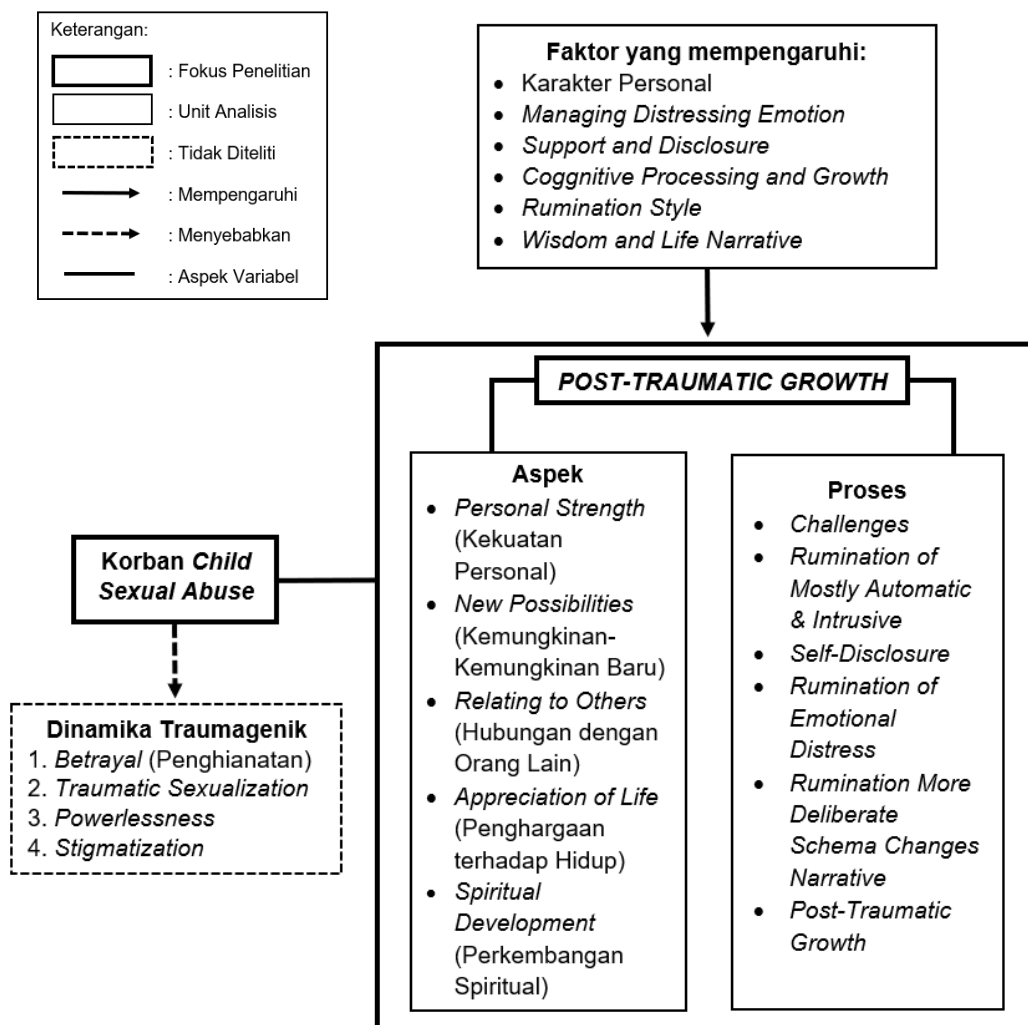 Keterangan:
: Fokus Penelitian
: Unit Analisis
: Tidak Diteliti
: Mempengaruhi
: Menyebabkan
: Aspek Variabel
Faktor yang mempengaruhi:
• Karakter Personal
• Managing Distressing Emotion
• Support and Disclosure
• Coggnitive Processing and Growth
• Rumination Style
• Wisdom and Life Narrative
POST-TRAUMATIC GROWTH
Korban Child
Sexual Abuse
Dinamika Traumagenik
1. Betrayal (Penghianatan)
2. Traumatic Sexualization
3. Powerlessness
4. Stigmatization
Aspek
• Personal Strength
(Kekuatan
Personal)
• New Possibilities
(Kemungkinan-
Kemungkinan Baru)
• Relating to Others
(Hubungan dengan
Orang Lain)
• Appreciation of Life
(Penghargaan
terhadap Hidup)
• Spiritual
Development
(Perkembangan
Spiritual)
Proses
• Challenges
• Rumination of
Mostly Automatic
& Intrusive
• Self-Disclosure
• Rumination of
Emotional
Distress
• Rumination More
Deliberate
Schema Changes
Narrative
• Post-Traumatic
Growth